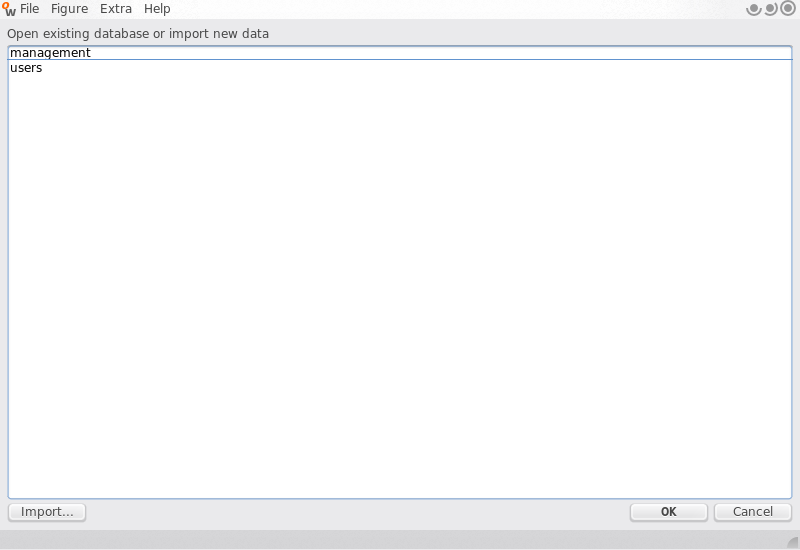 File Figure Extra Help
Open existing database or import new data
management
users
Import... OK Cancel